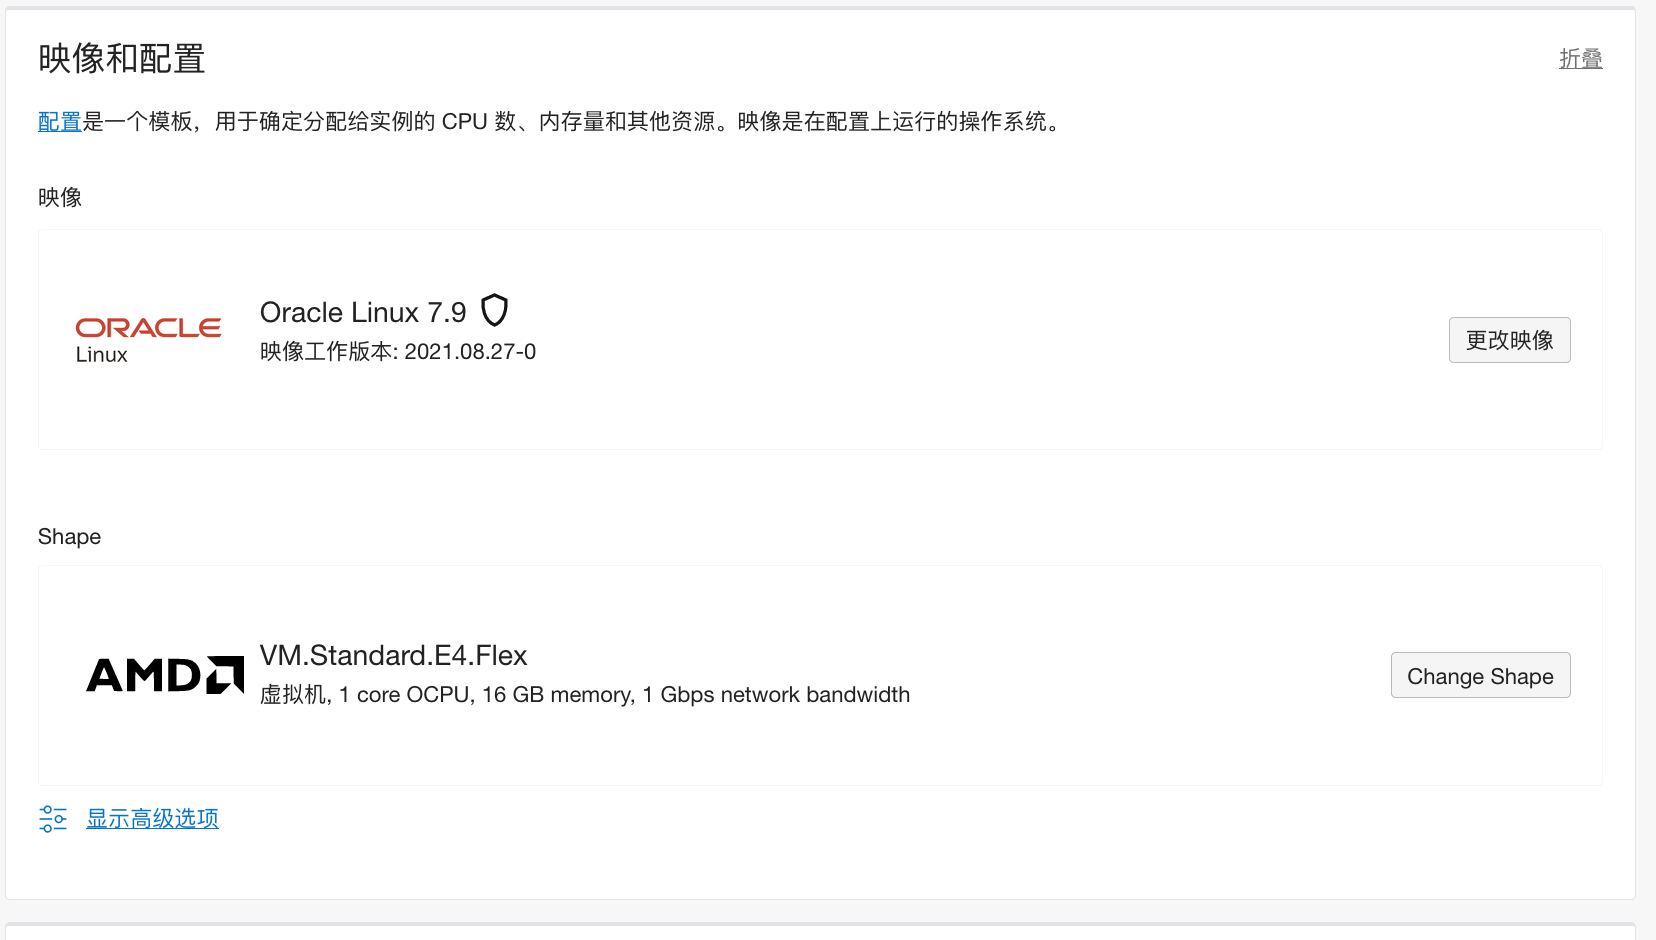 映像和配置
折叠
配置是一个模板，用于确定分配给实例的 CPU 数、内存量和其他资源。映像是在配置上运行的操作系统。
映像
ORACLE
Linux
Oracle Linux 7.9
映像工作版本: 2021.08.27-0
更改映像
Shape
AMD
VM.Standard.E4.Flex
虚拟机, 1 core OCPU, 16 GB memory, 1 Gbps network bandwidth
Change Shape
显示高级选项